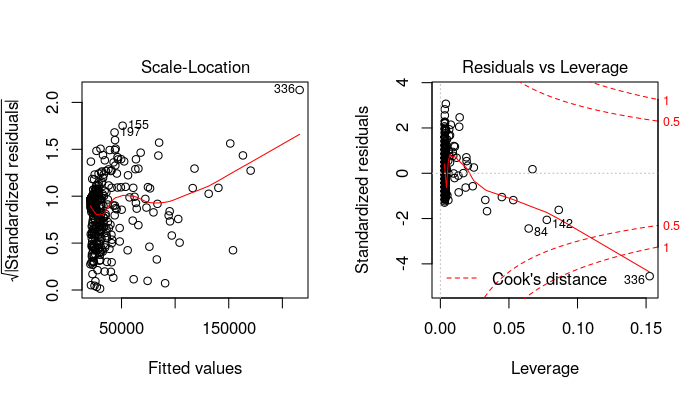 Scale-Location
√|Standardized residuals|
0.0 0.5 1.0 1.5 2.0
336
155
197
50000 150000
Fitted values
Residuals vs Leverage
Standardized residuals
-4 -2 0 2 4
1
0.5
0.5
1
142
84
Cook's distance
336
0.00 0.05 0.10 0.15
Leverage